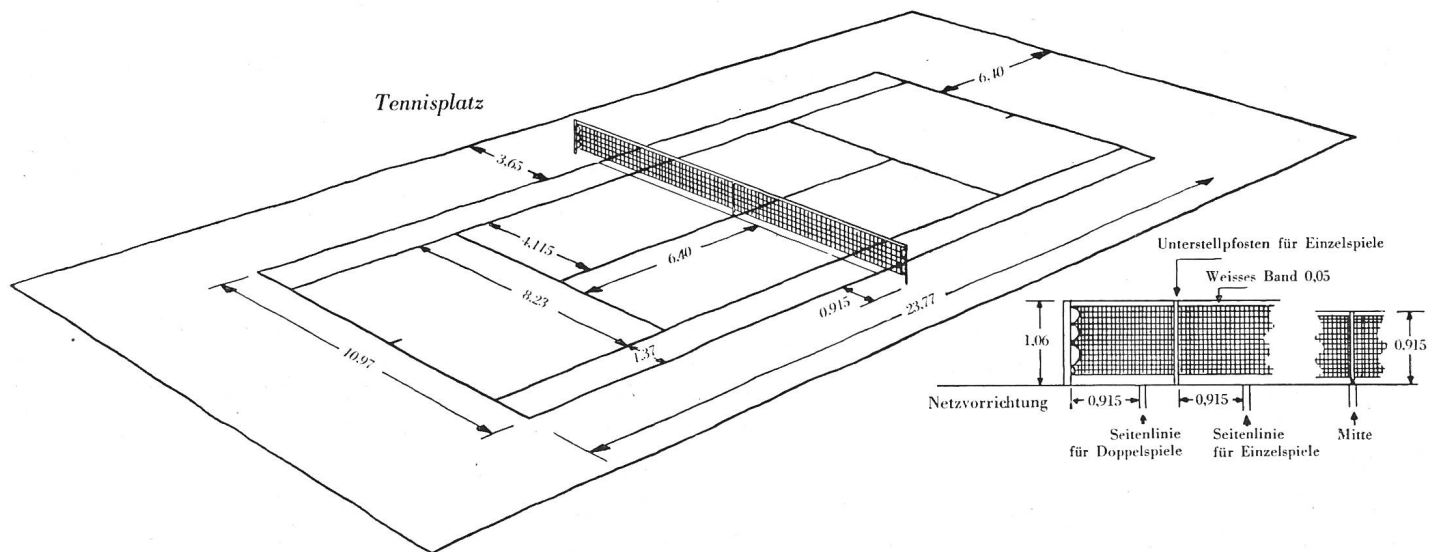 Tennisplatz
6.40
3.65
4.115
6.40
8.23
0.915
23.77
10.97
1.37
Unterstellpfosten für Einzelspiele
Weisses Band 0,05
1.06
0,915
Netzvorrichtung
0,915
0,915
Seitenlinie
für Doppelspiele
Seitenlinie
für Einzelspiele
Mitte